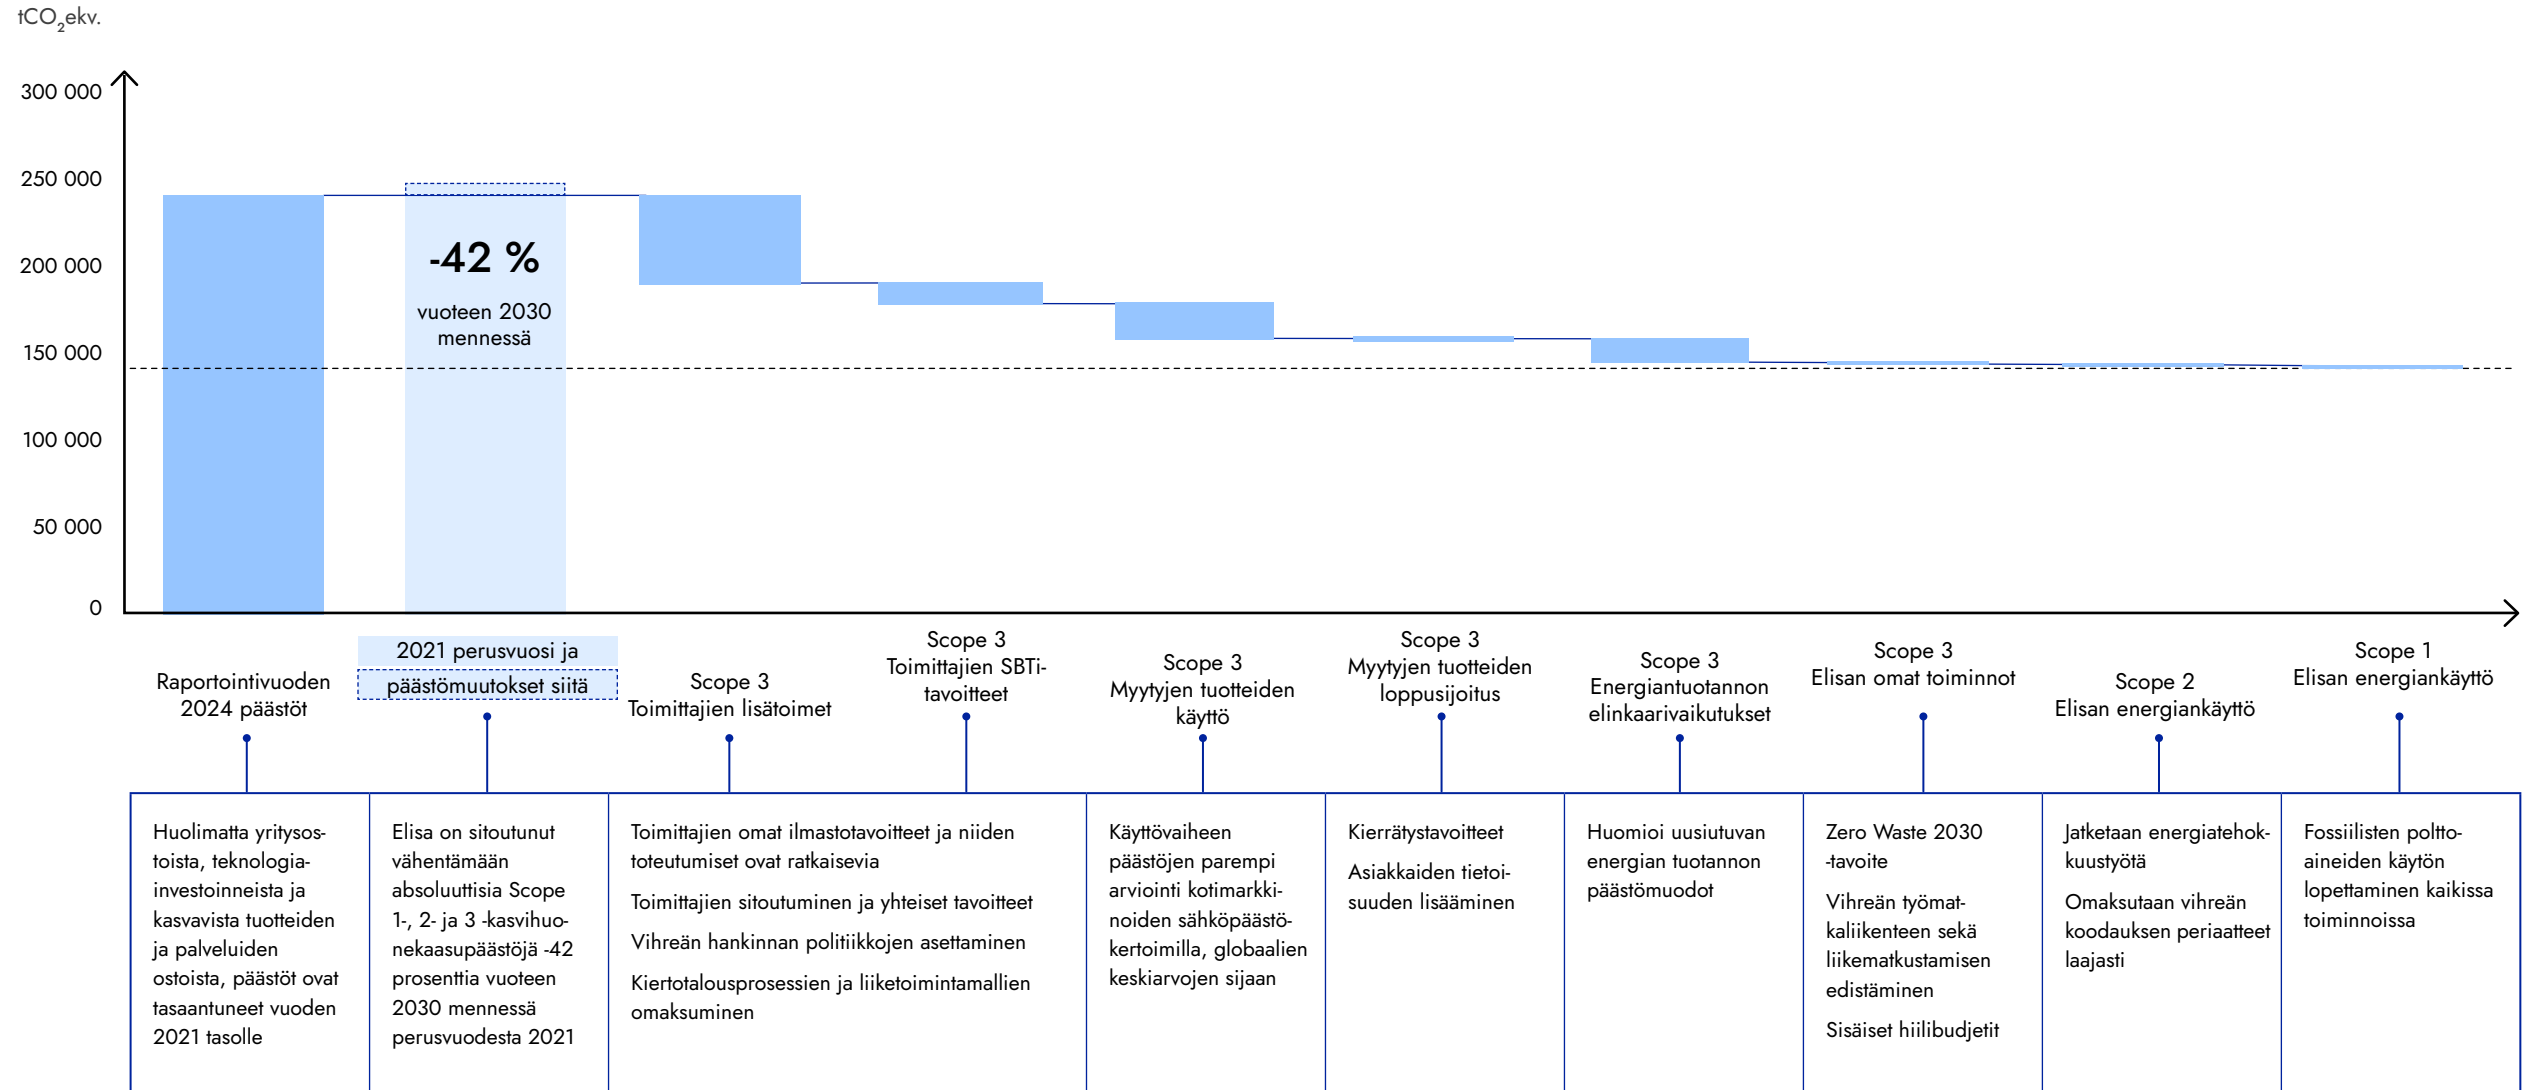 tCO₂ekv.
300 000
250 000
200 000
150 000
100 000
50 000
0
-42 %
vuoteen 2030
mennessä
Raportointivuoden
2024 päästöt
2021 perusvuosi ja
päästömuutokset siitä
Scope 3
Toimittajien lisätoimet
Scope 3
Toimittajien SBTi-
tavoitteet
Scope 3
Myytyjen tuotteiden
käyttö
Scope 3
Myytyjen tuotteiden
loppusijoitus
Scope 3
Energiantuotannon
elinkaarivaikutukset
Scope 3
Elisan omat toiminnot
Scope 2
Elisan energiankäyttö
Scope 1
Elisan energiankäyttö
Huolimatta yritysos-
toista, teknologia-
investoinneista ja
kasvavista tuotteiden
ja palveluiden
ostoista, päästöt ovat
tasaantuneet vuoden
2021 tasolle
Elisa on sitoutunut
vähentämään
absoluuttisia Scope
1-, 2- ja 3 -kasvihuo-
nekaasupäästöjä -42
prosenttia vuoteen
2030 mennessä
perusvuodesta 2021
Toimittajien omat ilmastotavoitteet ja niiden
toteutumiset ovat ratkaisevia
Toimittajien sitoutuminen ja yhteiset tavoitteet
Vihreän hankinnan politiikkojen asettaminen
Kiertotalousprosessien ja liiketoimintamallien
omaksuminen
Käyttövaiheen
päästöjen parempi
arviointi kotimarkki-
noiden sähköpäästö-
kertoimilla, globaalien
keskiarvojen sijaan
Kierrätystavoitteet
Asiakkaiden tietoi-
suuden lisääminen
Huomioi uusiutuvan
energian tuotannon
päästömuodot
Zero Waste 2030
-tavoite
Vihreän työmat-
kaliikenteen sekä
liikematkustamisen
edistäminen
Sisäiset hiilibudjetit
Jatketaan energiatehok-
kuustyötä
Omaksutaan vihreän
koodauksen periaatteet
laajasti
Fossiilisten poltto-
aineiden käytön
lopettaminen kaikissa
toiminnoissa